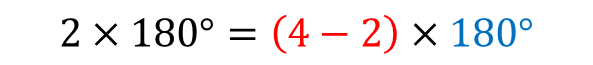 2 × 180° = (4 − 2) × 180°